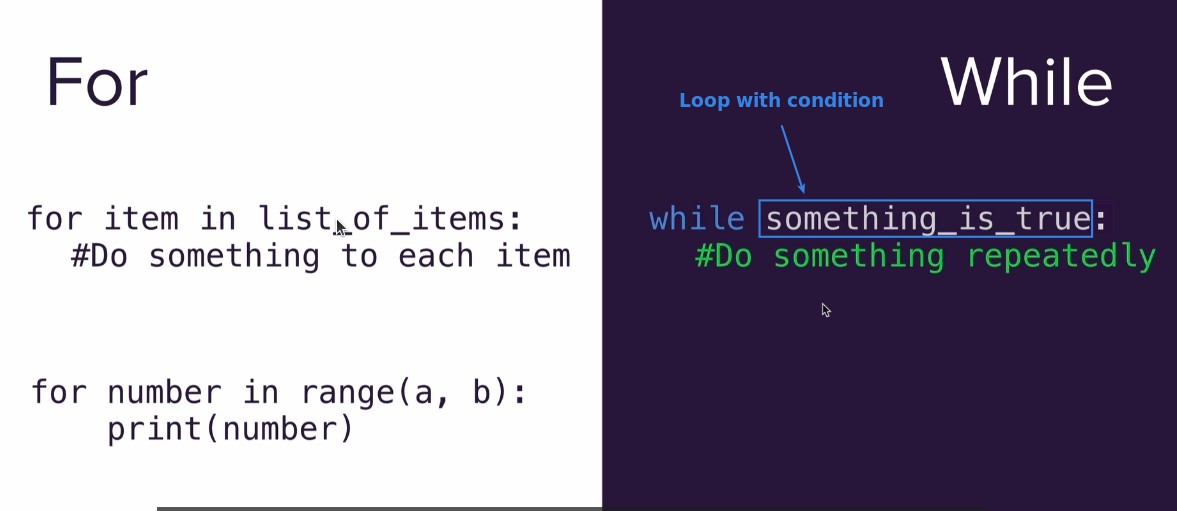 For
for item in list_of_items:
#Do something to each item
for number in range(a, b):
print(number)
While
Loop with condition
while something_is_true:
#Do something repeatedly